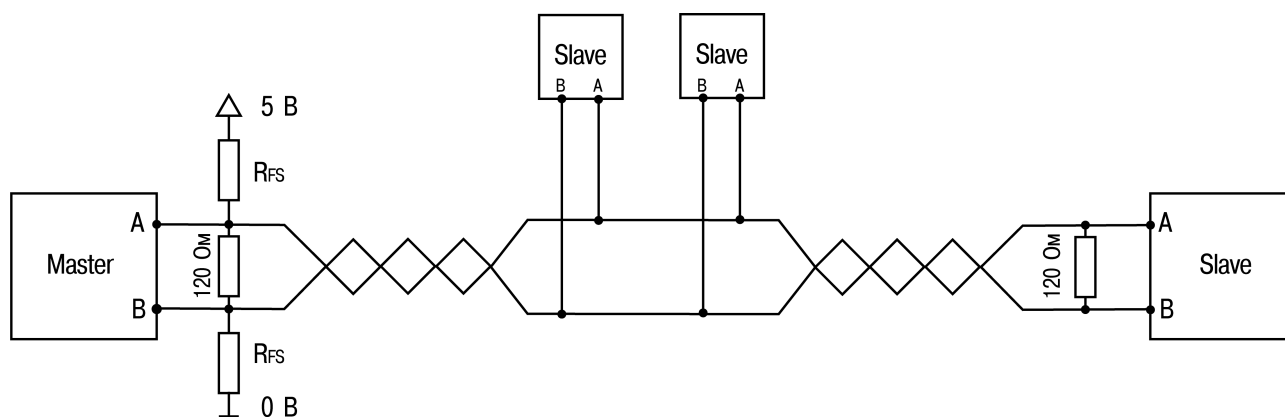 Slave
B A
Slave
B A
5 В
RFS
A
120 Ом
Master
B
RFS
0 В
A
120 Ом
Slave
B